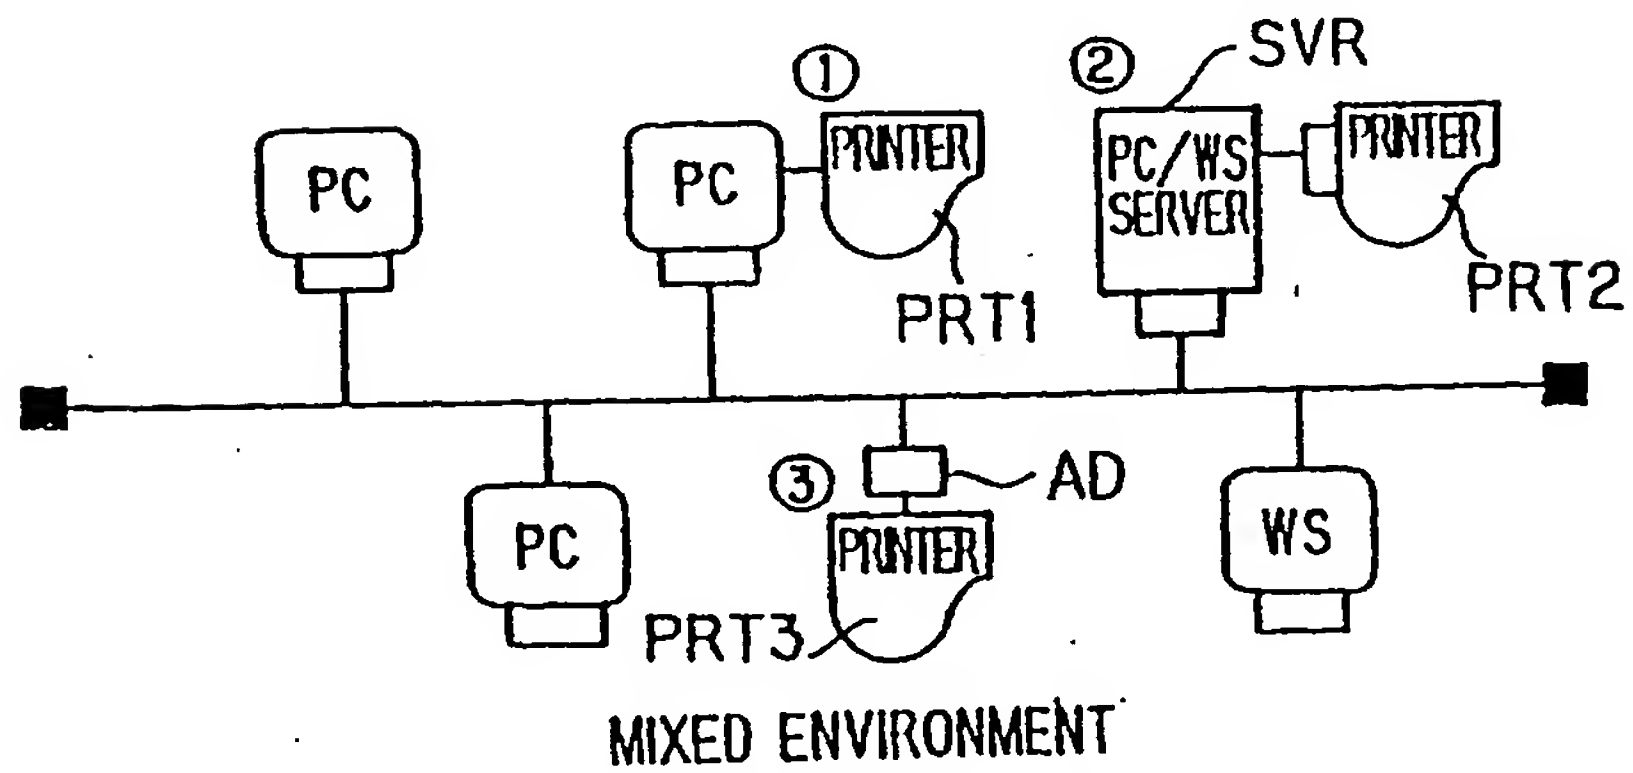 ① ② SVR
PC PC PRINTER PC/WS SERVER PRINTER
PRT1 PRT2
③ AD
PC PRINTER WS
PRT3
MIXED ENVIRONMENT